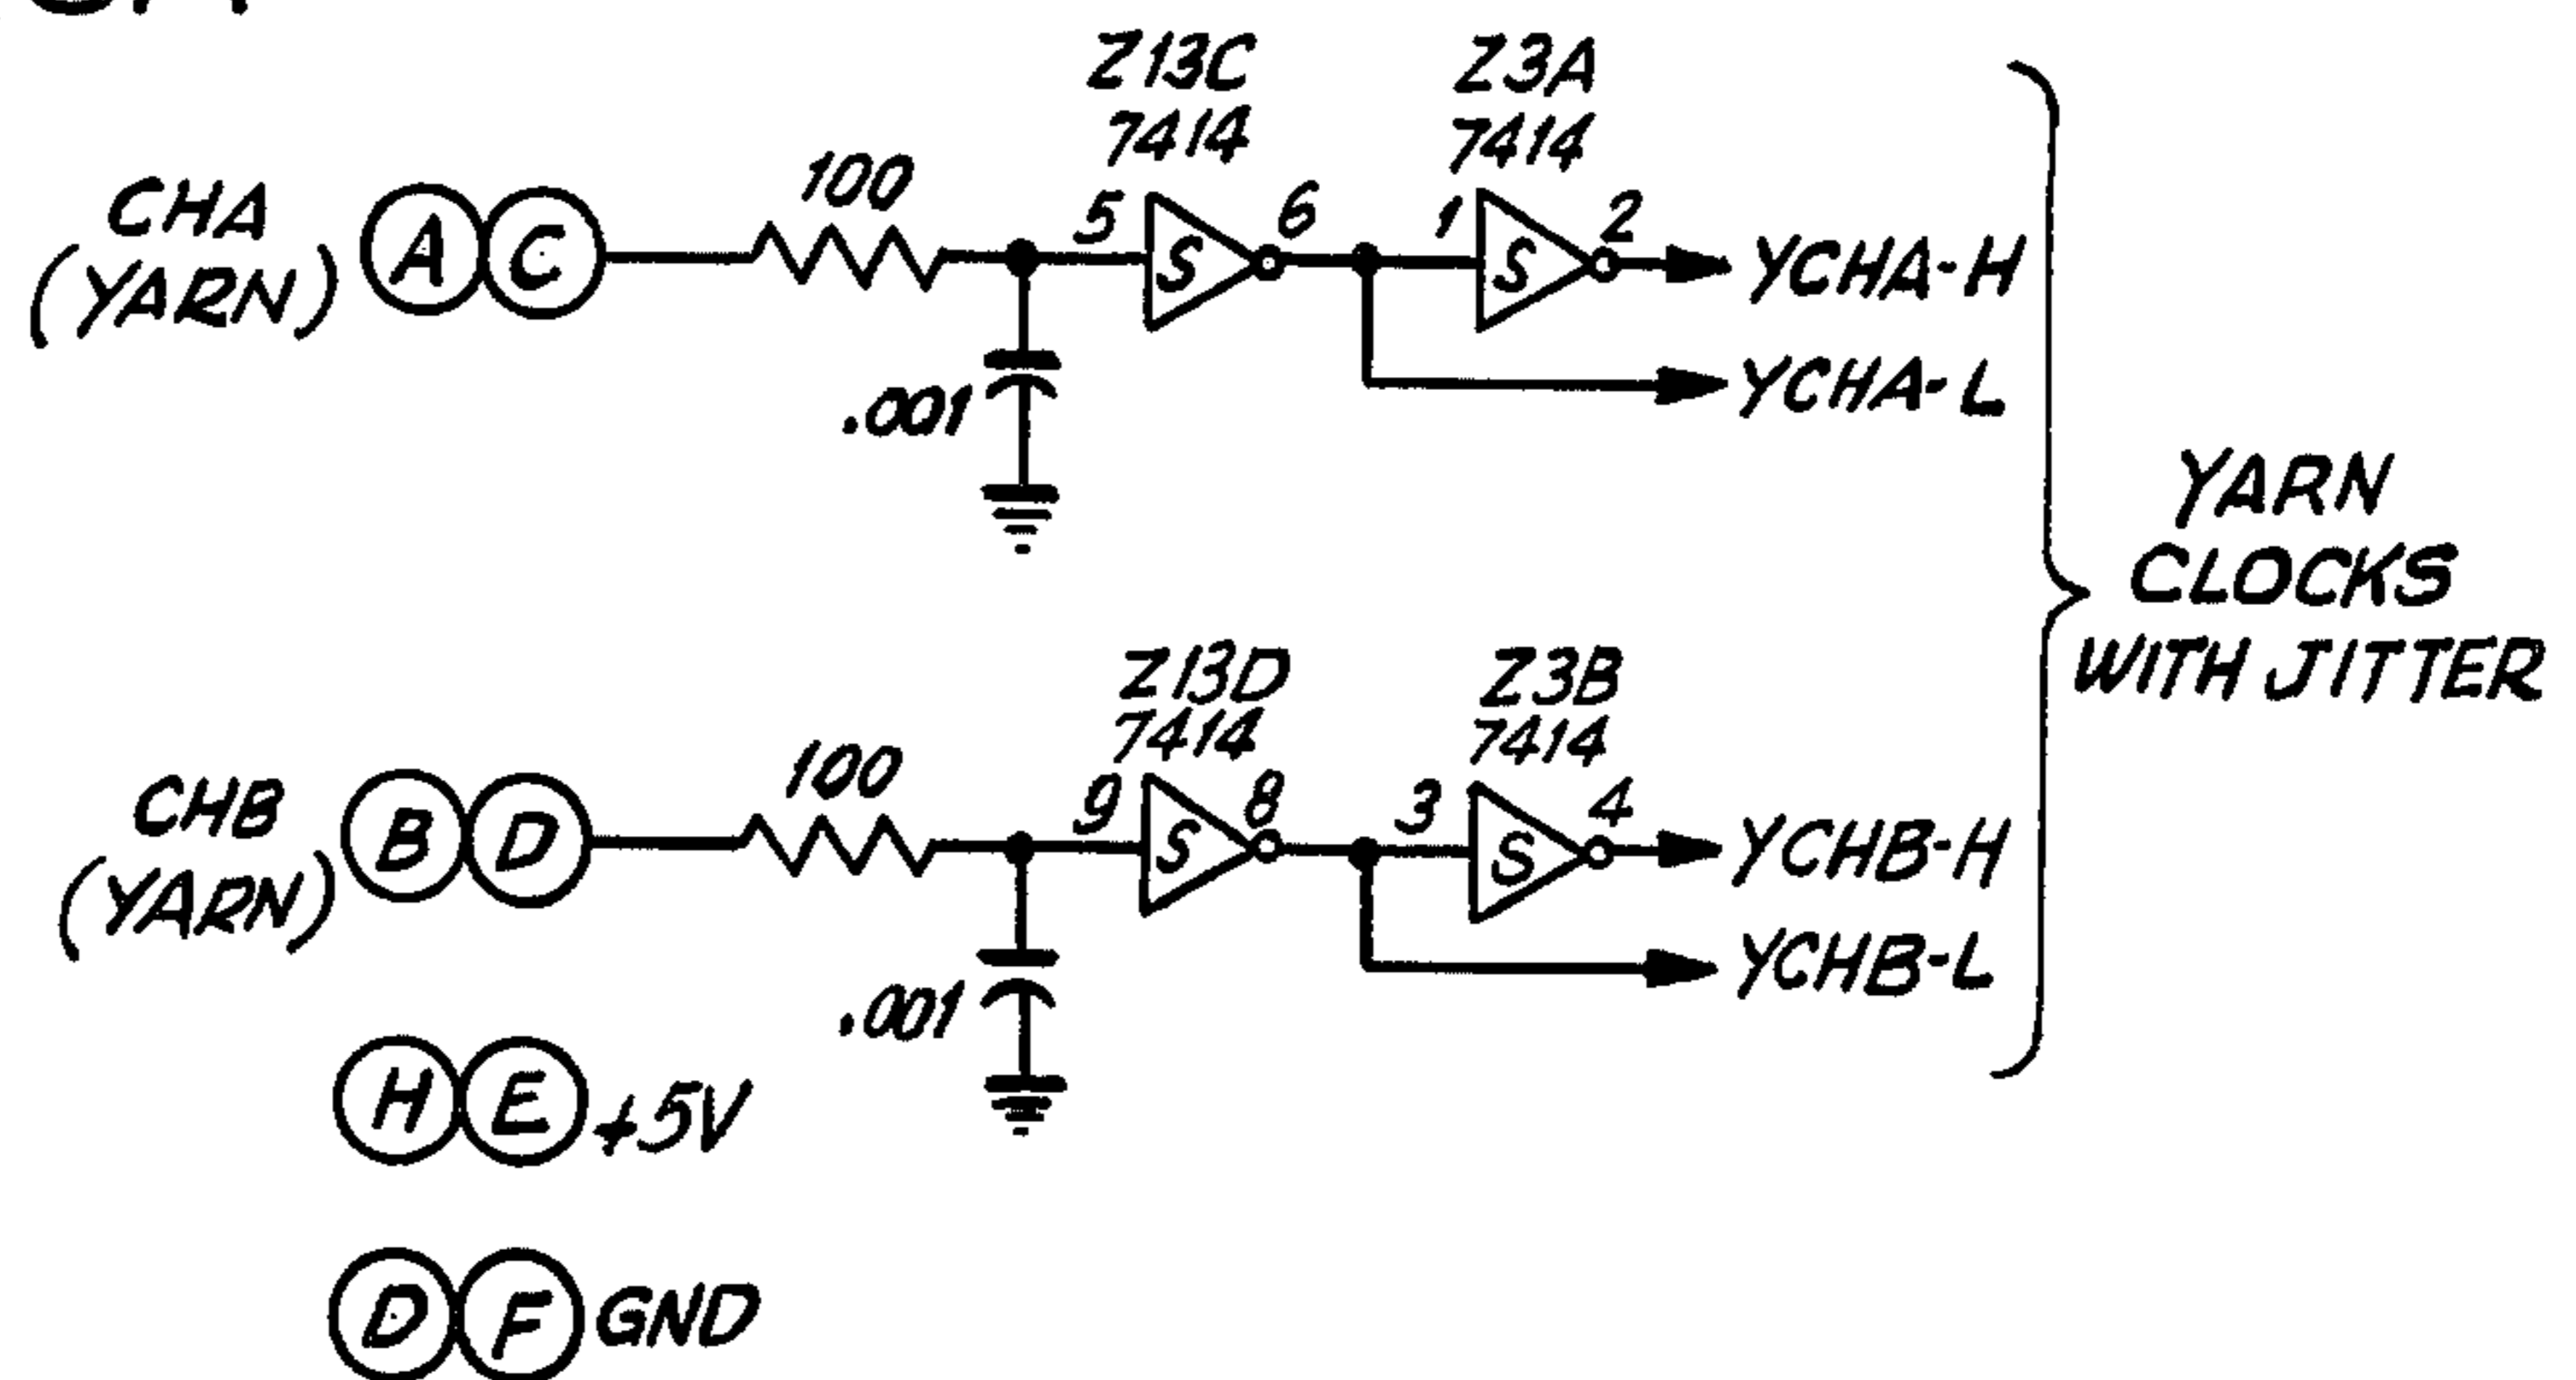 Z13C
7414
Z3A
7414
CHA
(YARN)
A C
100
5
S
6
1
S
2
YCHA-H
YCHA-L
.001
YARN
CLOCKS
WITH JITTER
Z13D
7414
Z3B
7414
CHB
(YARN)
B D
100
9
S
8
3
S
4
YCHB-H
YCHB-L
.001
H E +5V
D F GND